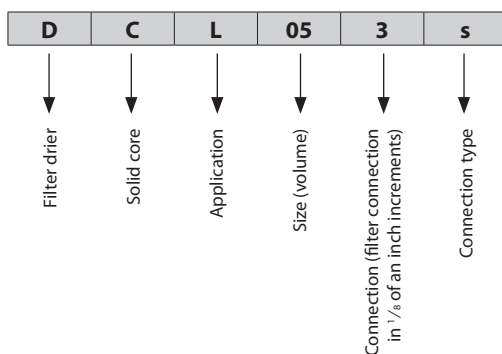 D C L 05 3 s
Filter drier
Solid core
Application
Size (volume)
Connection (filter connection
in 1/8 of an inch increments)
Connection type